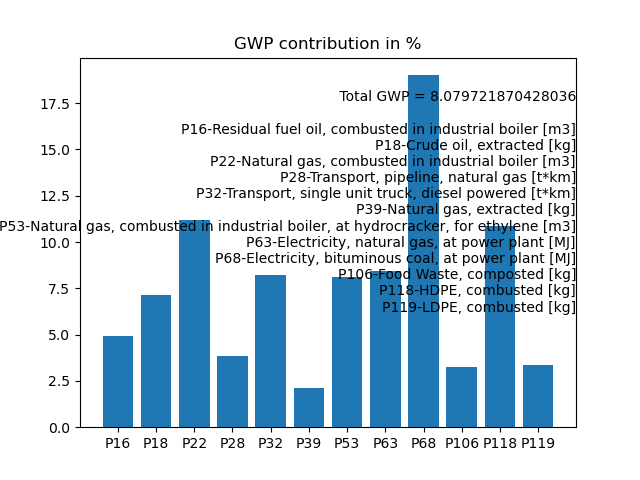 GWP contribution in %
Total GWP = 8.079721870428036
P16-Residual fuel oil, combusted in industrial boiler [m3]
P18-Crude oil, extracted [kg]
P22-Natural gas, combusted in industrial boiler [m3]
P28-Transport, pipeline, natural gas [t*km]
P32-Transport, single unit truck, diesel powered [t*km]
P39-Natural gas, extracted [kg]
P53-Natural gas, combusted in industrial boiler, at hydrocracker, for ethylene [m3]
P63-Electricity, natural gas, at power plant [MJ]
P68-Electricity, bituminous coal, at power plant [MJ]
P106-Food Waste, composted [kg]
P118-HDPE, combusted [kg]
P119-LDPE, combusted [kg]
17.5
15.0
12.5
10.0
7.5
5.0
2.5
0.0
P16 P18 P22 P28 P32 P39 P53 P63 P68 P106 P118 P119